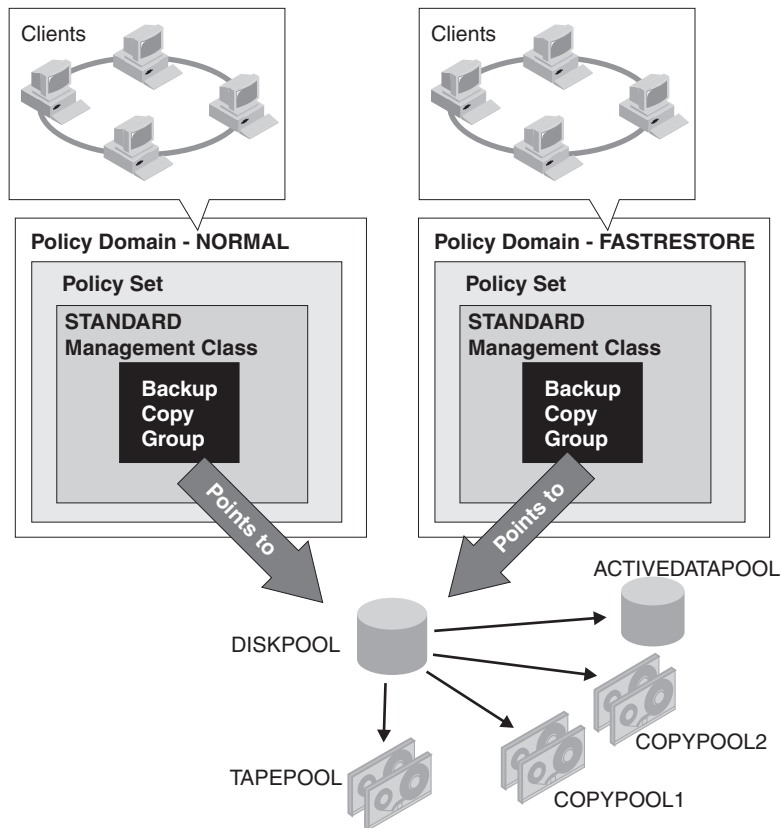 Clients
Clients
Policy Domain - NORMAL
Policy Set
STANDARD
Management Class
Backup
Copy
Group
Points to
Policy Domain - FASTRESTORE
Policy Set
STANDARD
Management Class
Backup
Copy
Group
Points to
ACTIVEDATAPOOL
DISKPOOL
COPYPOOL2
TAPEPOOL
COPYPOOL1